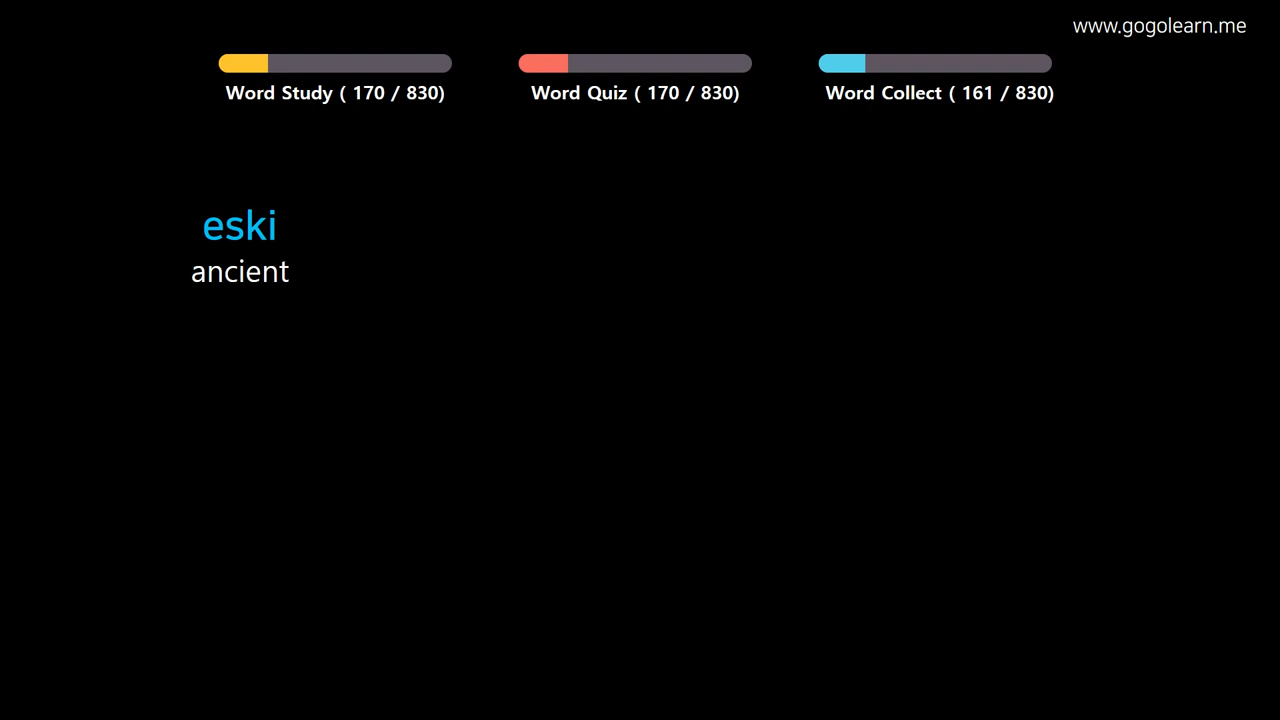 www.gogolearn.me
Word Study ( 170 / 830)
Word Quiz ( 170 / 830)
Word Collect ( 161 / 830)
eski
ancient